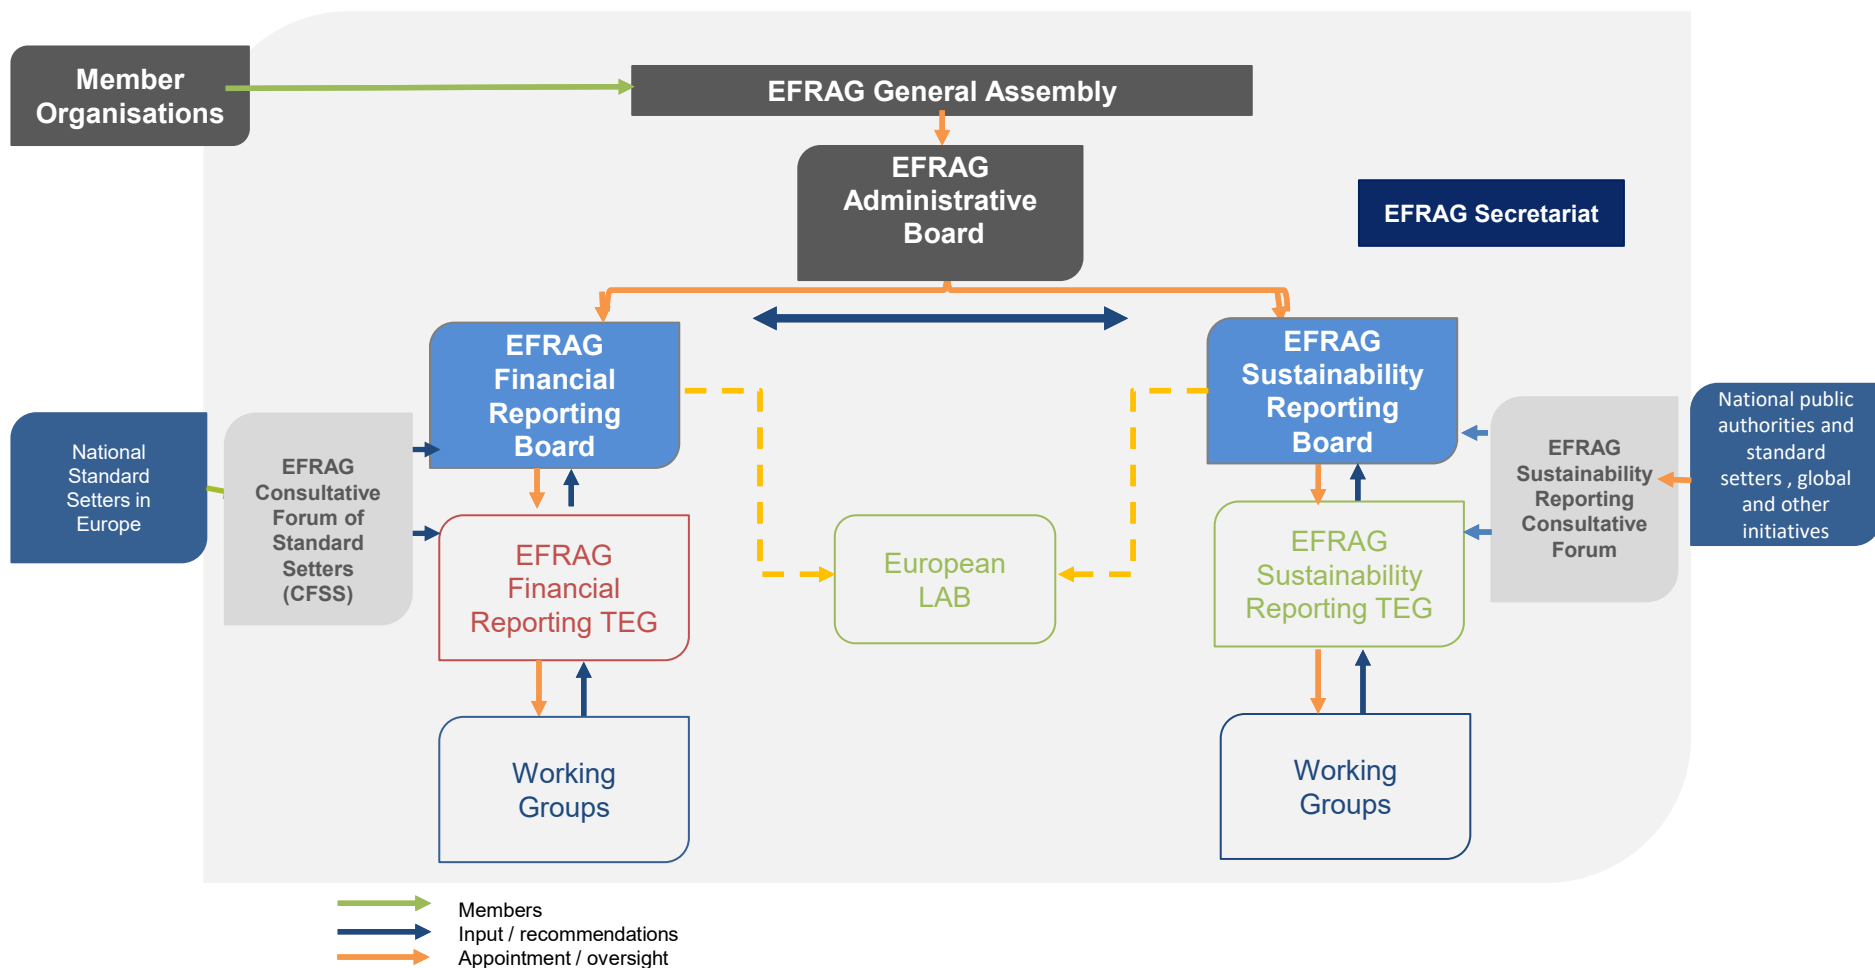 Member
Organisations
EFRAG General Assembly
EFRAG
Administrative
Board
EFRAG Secretariat
EFRAG
Financial
Reporting
Board
EFRAG
Sustainability
Reporting
Board
National
Standard
Setters in
Europe
EFRAG
Consultative
Forum of
Standard
Setters
(CFSS)
EFRAG
Financial
Reporting TEG
European
LAB
EFRAG
Sustainability
Reporting TEG
EFRAG
Sustainability
Reporting
Consultative
Forum
National public
authorities and
standard
setters , global
and other
initiatives
Working
Groups
Working
Groups
Members
Input / recommendations
Appointment / oversight